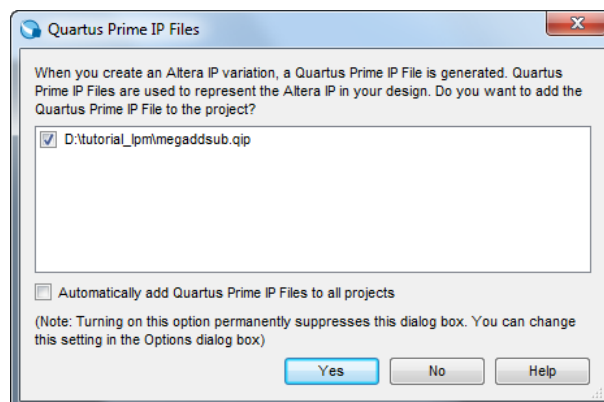 Quartus Prime IP Files
When you create an Altera IP variation, a Quartus Prime IP File is generated. Quartus
Prime IP Files are used to represent the Altera IP in your design. Do you want to add the
Quartus Prime IP File to the project?
D:\tutorial_lpm\megaddsub.qip
Automatically add Quartus Prime IP Files to all projects
(Note: Turning on this option permanently suppresses this dialog box. You can change
this setting in the Options dialog box)
Yes No Help